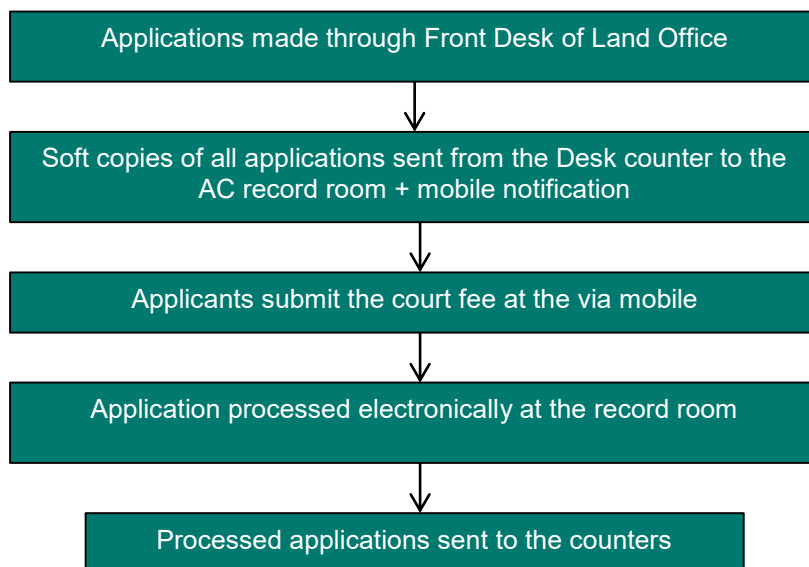 Applications made through Front Desk of Land Office
Soft copies of all applications sent from the Desk counter to the
AC record room + mobile notification
Applicants submit the court fee at the via mobile
Application processed electronically at the record room
Processed applications sent to the counters